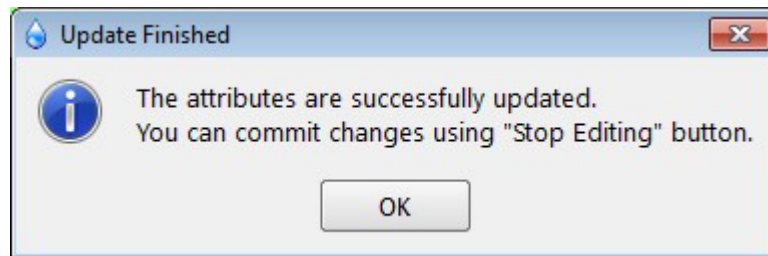 Update Finished
The attributes are successfully updated.
You can commit changes using "Stop Editing" button.
OK